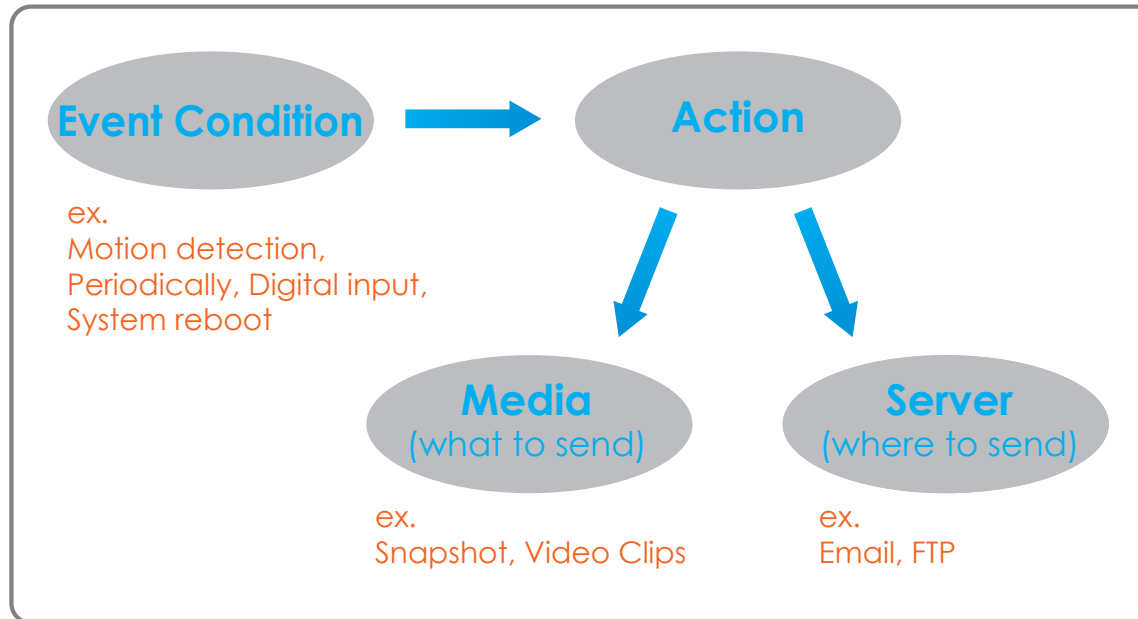 Event Condition
Action
ex.
Motion detection,
Periodically, Digital input,
System reboot
Media
(what to send)
Server
(where to send)
ex.
Snapshot, Video Clips
ex.
Email, FTP